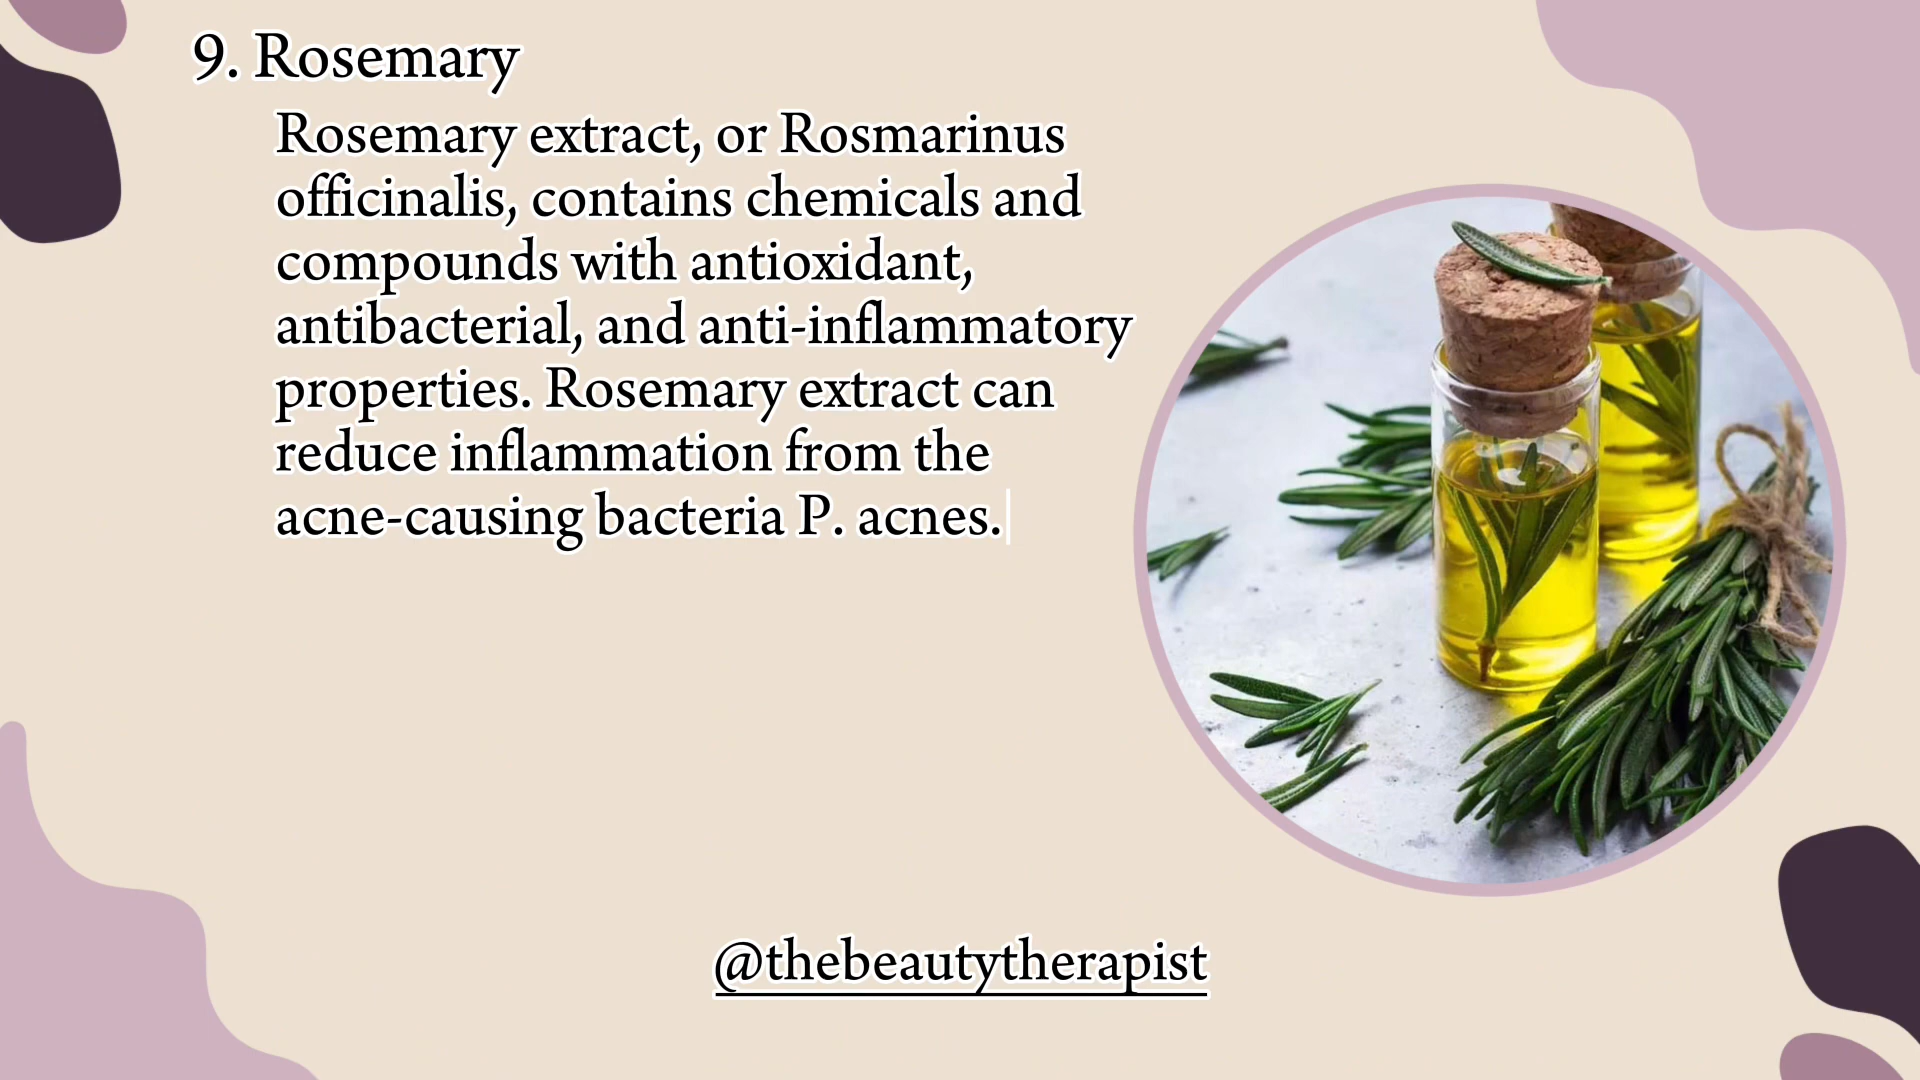 9. Rosemary
Rosemary extract, or Rosmarinus
officinalis, contains chemicals and
compounds with antioxidant,
antibacterial, and anti-inflammatory
properties. Rosemary extract can
reduce inflammation from the
acne-causing bacteria P. acnes.
@thebeautytherapist